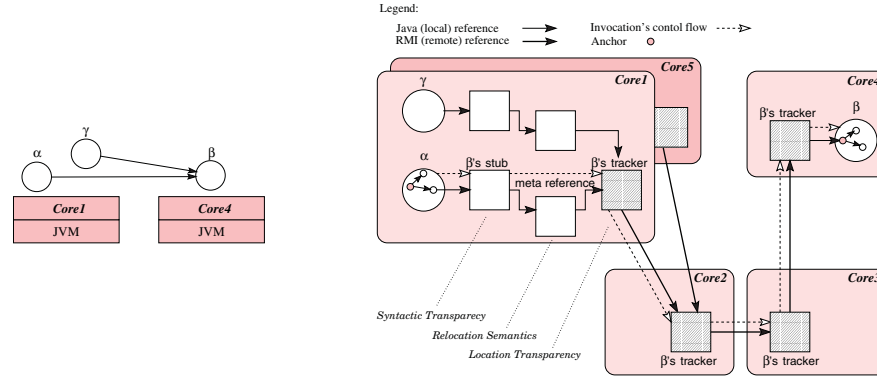 Legend:
Java (local) reference
Invocation's contol flow
RMI (remote) reference
Anchor
γ
α
β
Core1
JVM
Core4
JVM
Core5
Core1
γ
α
β's stub
β's tracker
meta reference
Core4
β's tracker
β
Syntactic Transparecy
Relocation Semantics
Location Transparency
Core2
β's tracker
Core3
β's tracker